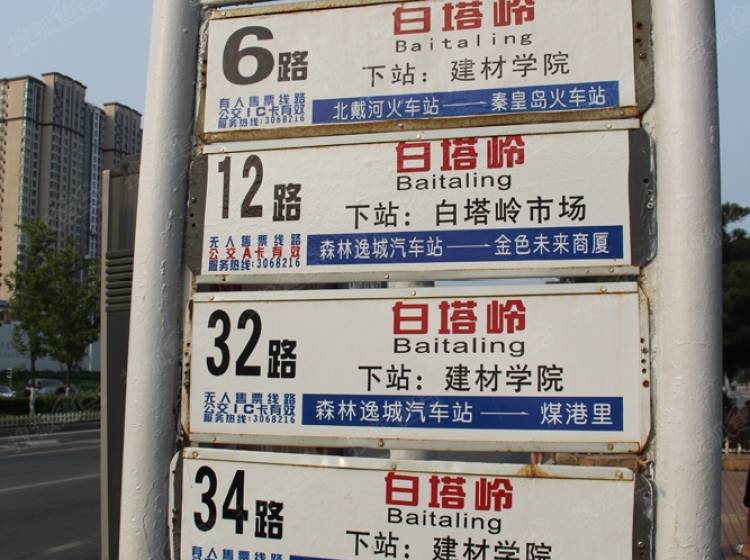 白塔岭
Baitaling
6路
下站：建材学院
有人售票线路
公交IC卡有效
服务热线:3068216
北戴河火车站——秦皇岛火车站
白塔岭
Baitaling
12路
下站：白塔岭市场
无人售票线路
公交A卡有效
服务热线:3068216
森林逸城汽车站——金色未来商厦
白塔岭
Baitaling
32路
下站：建材学院
无人售票线路
公交IC卡有效
服务热线:3068216
森林逸城汽车站——煤港里
白塔岭
Baitaling
34路
下站：建材学院
有人售票线路